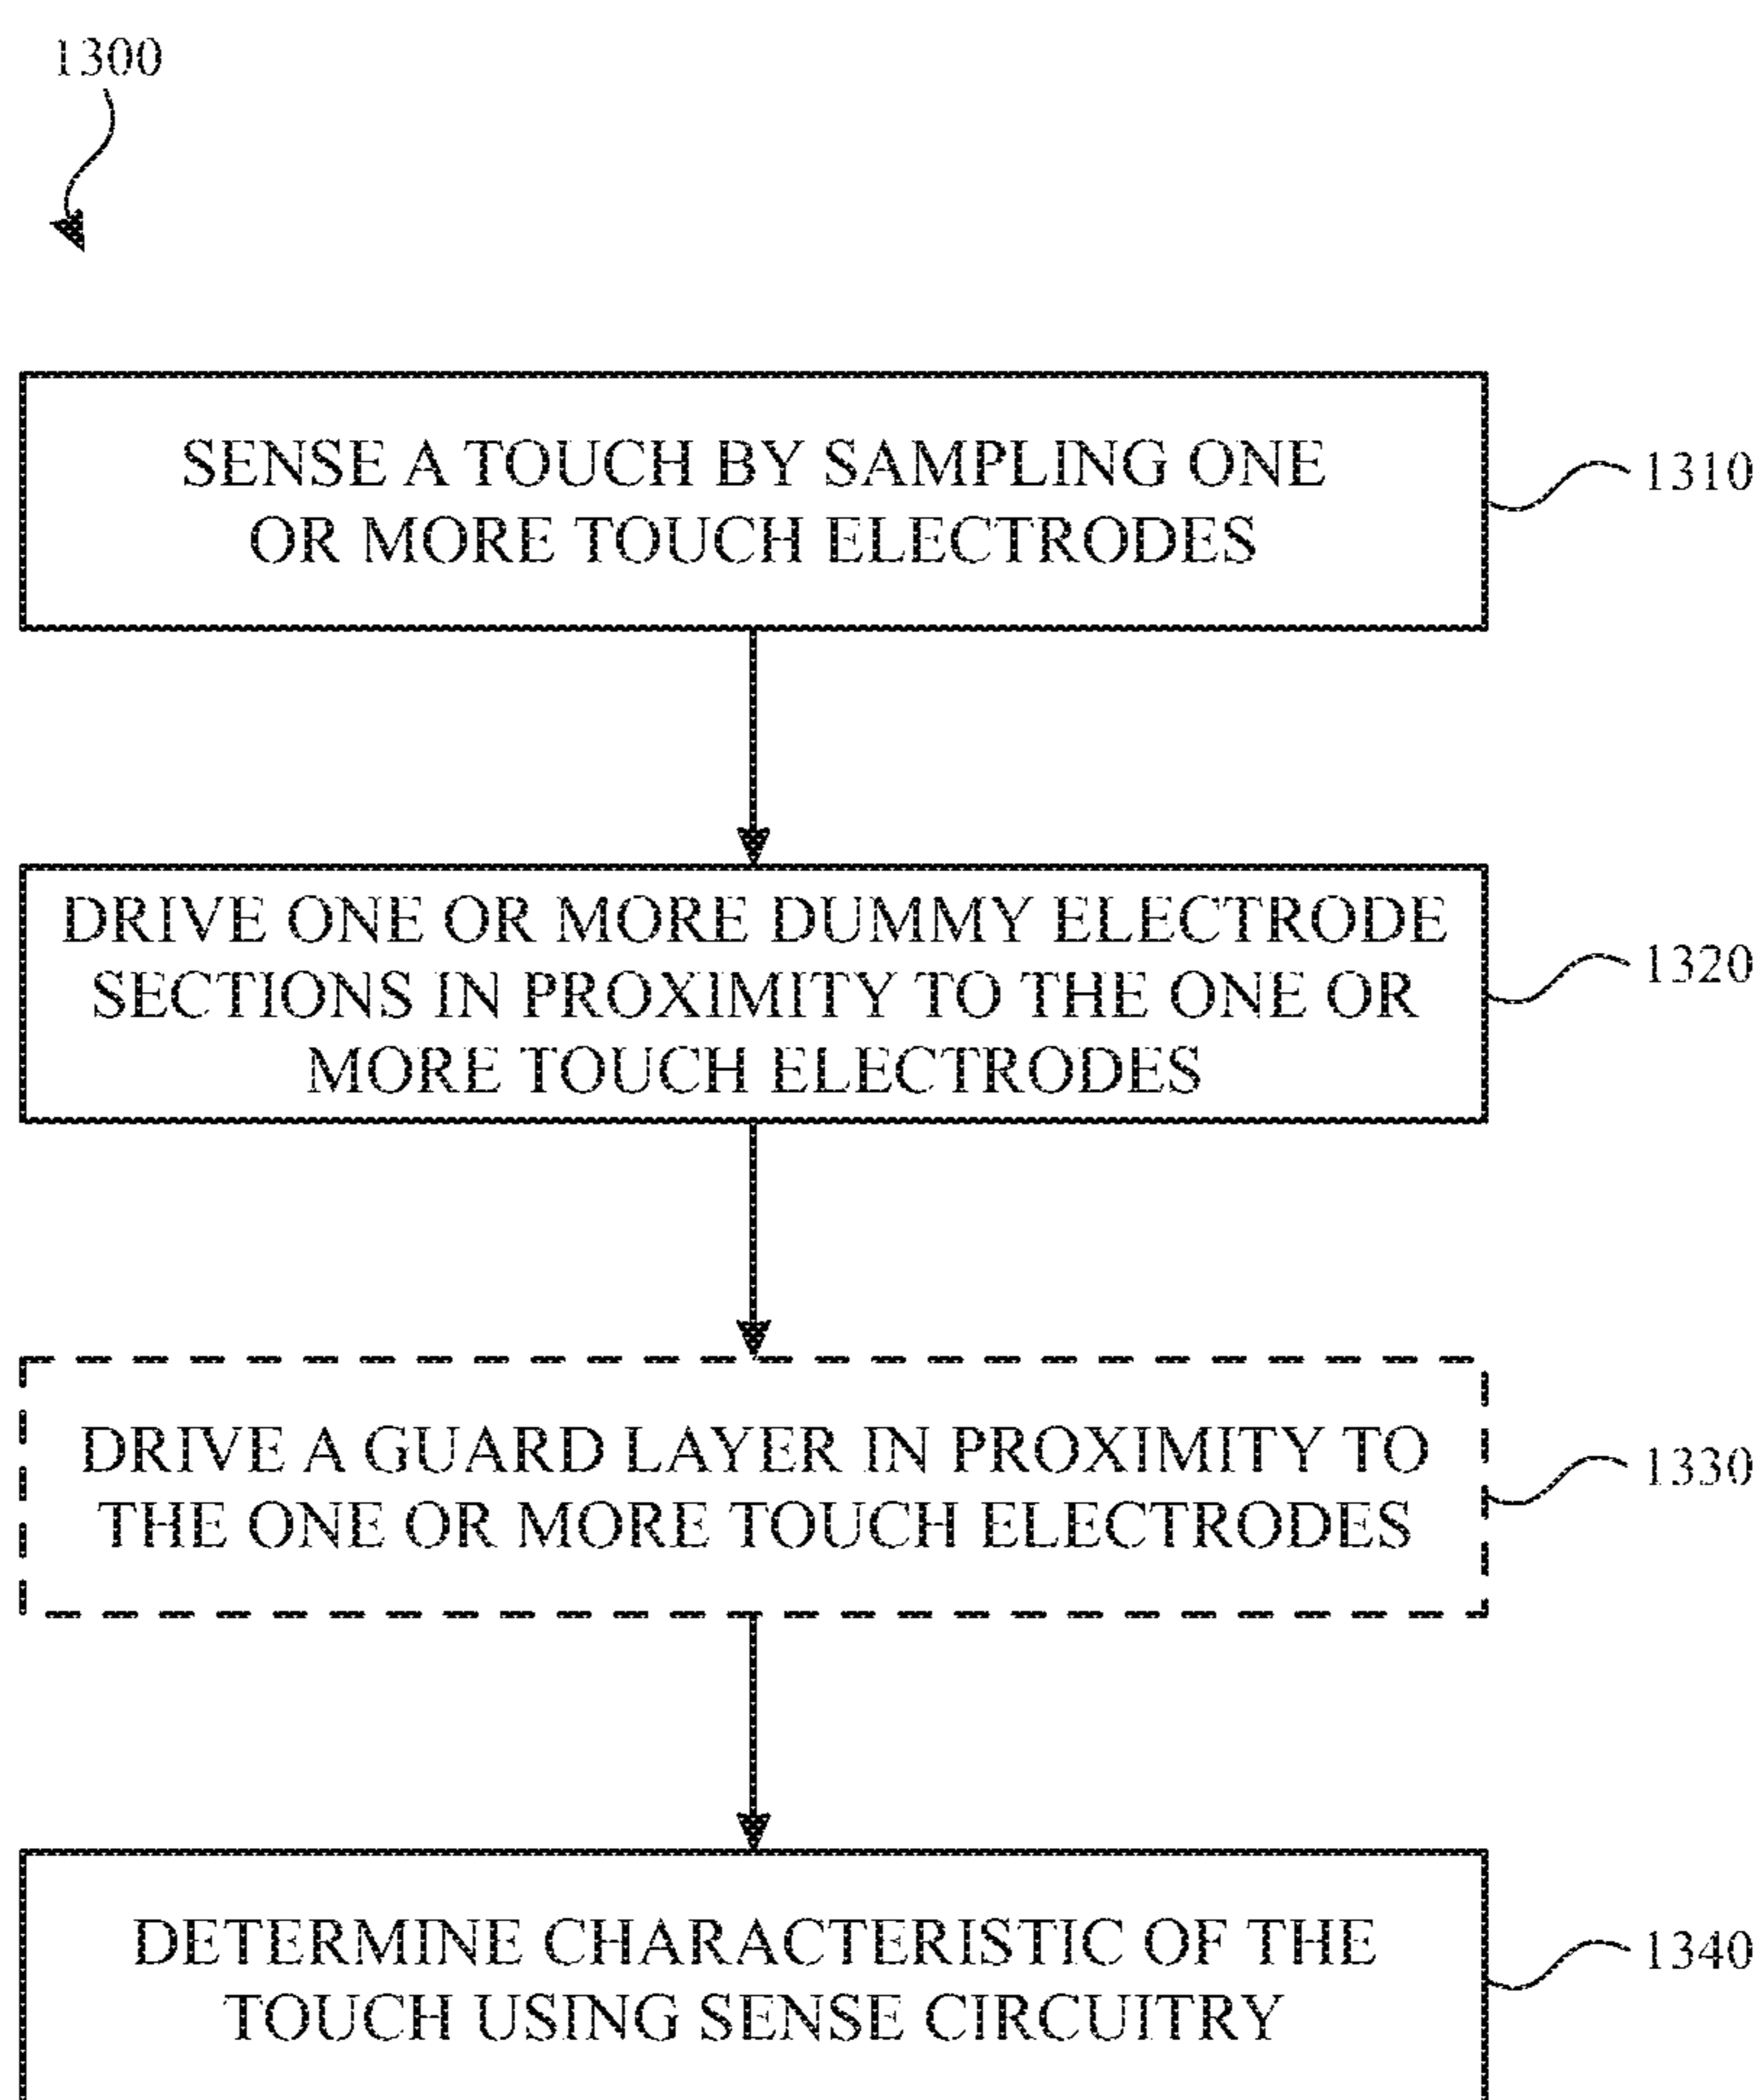 1300
SENSE A TOUCH BY SAMPLING ONE
OR MORE TOUCH ELECTRODES
1310
DRIVE ONE OR MORE DUMMY ELECTRODE
SECTIONS IN PROXIMITY TO THE ONE OR
MORE TOUCH ELECTRODES
1320
DRIVE A GUARD LAYER IN PROXIMITY TO
THE ONE OR MORE TOUCH ELECTRODES
1330
DETERMINE CHARACTERISTIC OF THE
TOUCH USING SENSE CIRCUITRY
1340